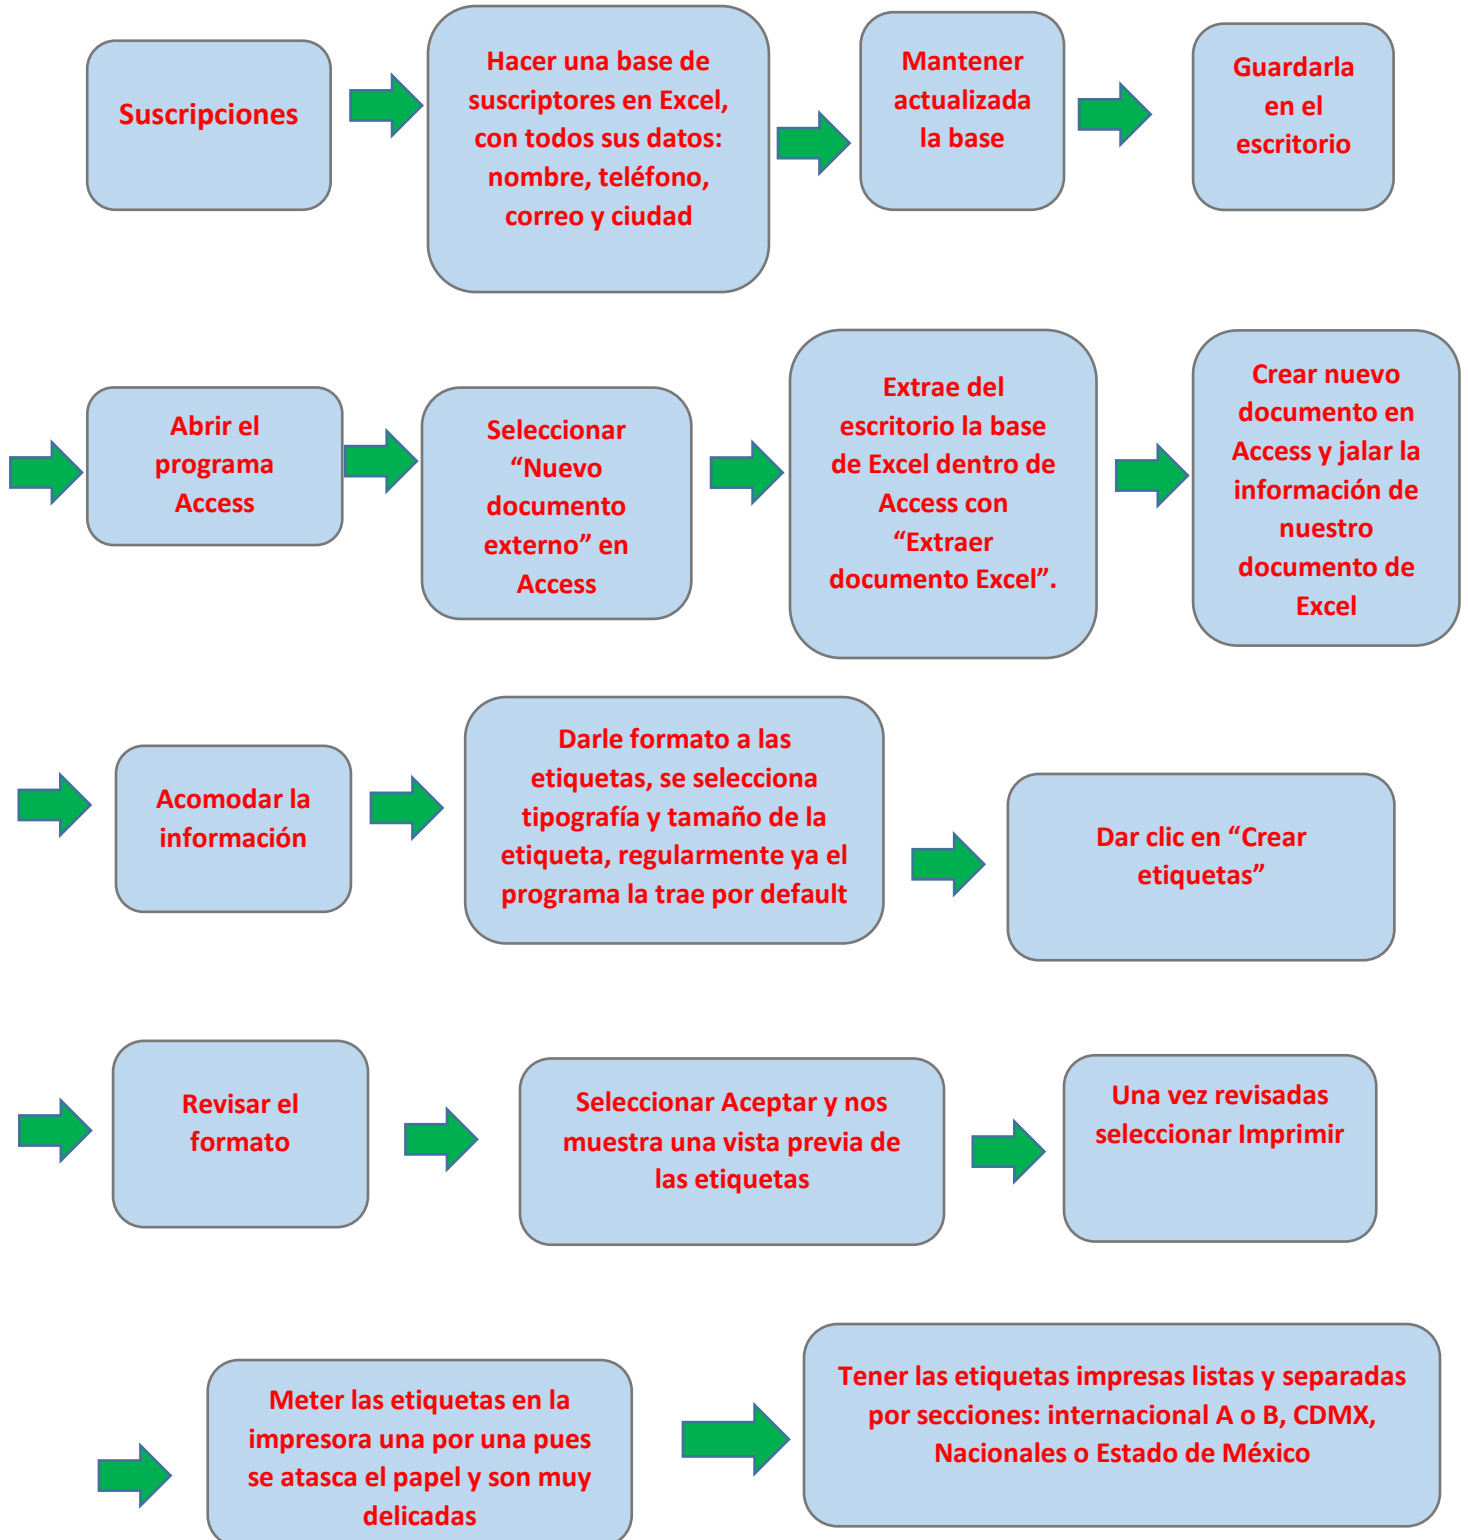 Suscripciones
Hacer una base de
suscriptores en Excel,
con todos sus datos:
nombre, teléfono,
correo y ciudad
Mantener
actualizada
la base
Guardarla
en el
escritorio
Abrir el
programa
Access
Seleccionar
“Nuevo
documento
externo” en
Access
Extrae del
escritorio la base
de Excel dentro de
Access con
“Extraer
documento Excel”.
Crear nuevo
documento en
Access y jalar la
información de
nuestro
documento de
Excel
Acomodar la
información
Darle formato a las
etiquetas, se selecciona
tipografía y tamaño de la
etiqueta, regularmente ya el
programa la trae por default
Dar clic en “Crear
etiquetas”
Revisar el
formato
Seleccionar Aceptar y nos
muestra una vista previa de
las etiquetas
Una vez revisadas
seleccionar Imprimir
Meter las etiquetas en la
impresora una por una pues
se atasca el papel y son muy
delicadas
Tener las etiquetas impresas listas y separadas
por secciones: internacional A o B, CDMX,
Nacionales o Estado de México